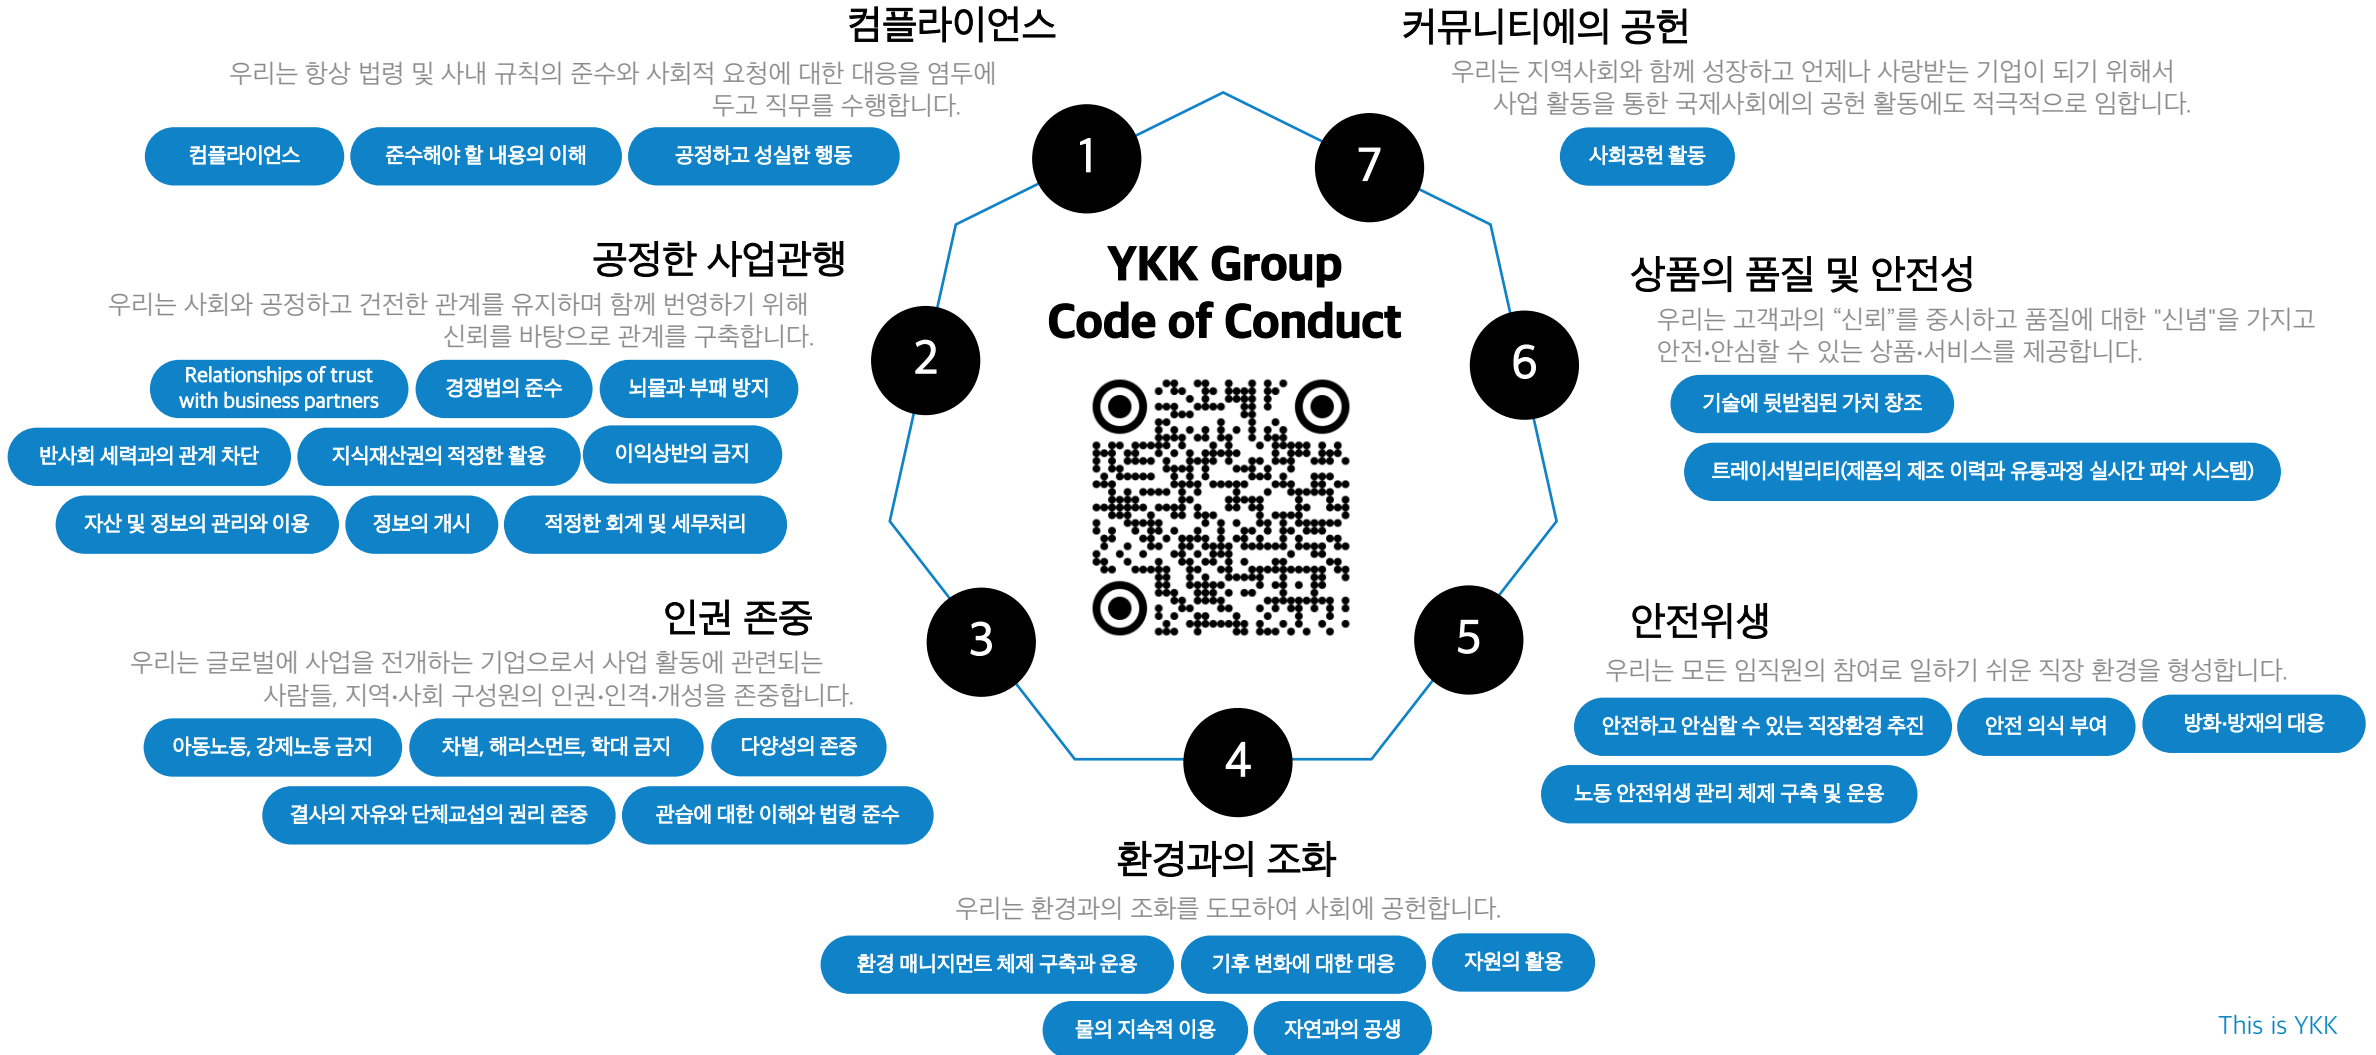 컴플라이언스
우리는 항상 법령 및 사내 규칙의 준수와 사회적 요청에 대한 대응을 염두에
두고 직무를 수행합니다.
컴플라이언스
준수해야 할 내용의 이해
공정하고 성실한 행동
1
공정한 사업관행
우리는 사회와 공정하고 건전한 관계를 유지하며 함께 번영하기 위해
신뢰를 바탕으로 관계를 구축합니다.
Relationships of trust
with business partners
경쟁법의 준수
뇌물과 부패 방지
반사회 세력과의 관계 차단
지식재산권의 적정한 활용
이익상반의 금지
자산 및 정보의 관리와 이용
정보의 개시
적정한 회계 및 세무처리
2
인권 존중
우리는 글로벌에 사업을 전개하는 기업으로서 사업 활동에 관련되는
사람들, 지역·사회 구성원의 인권·인격·개성을 존중합니다.
아동노동, 강제노동 금지
차별, 해러스먼트, 학대 금지
다양성의 존중
결사의 자유와 단체교섭의 권리 존중
관습에 대한 이해와 법령 준수
3
YKK Group
Code of Conduct
4
환경과의 조화
우리는 환경과의 조화를 도모하여 사회에 공헌합니다.
환경 매니지먼트 체제 구축과 운용
기후 변화에 대한 대응
자원의 활용
물의 지속적 이용
자연과의 공생
5
안전위생
우리는 모든 임직원의 참여로 일하기 쉬운 직장 환경을 형성합니다.
안전하고 안심할 수 있는 직장환경 추진
안전 의식 부여
방화·방재의 대응
노동 안전위생 관리 체제 구축 및 운용
6
상품의 품질 및 안전성
우리는 고객과의 “신뢰”를 중시하고 품질에 대한 "신념"을 가지고
안전·안심할 수 있는 상품·서비스를 제공합니다.
기술에 뒷받침된 가치 창조
트레이서빌리티(제품의 제조 이력과 유통과정 실시간 파악 시스템)
7
커뮤니티에의 공헌
우리는 지역사회와 함께 성장하고 언제나 사랑받는 기업이 되기 위해서
사업 활동을 통한 국제사회에의 공헌 활동에도 적극적으로 임합니다.
사회공헌 활동
This is YKK